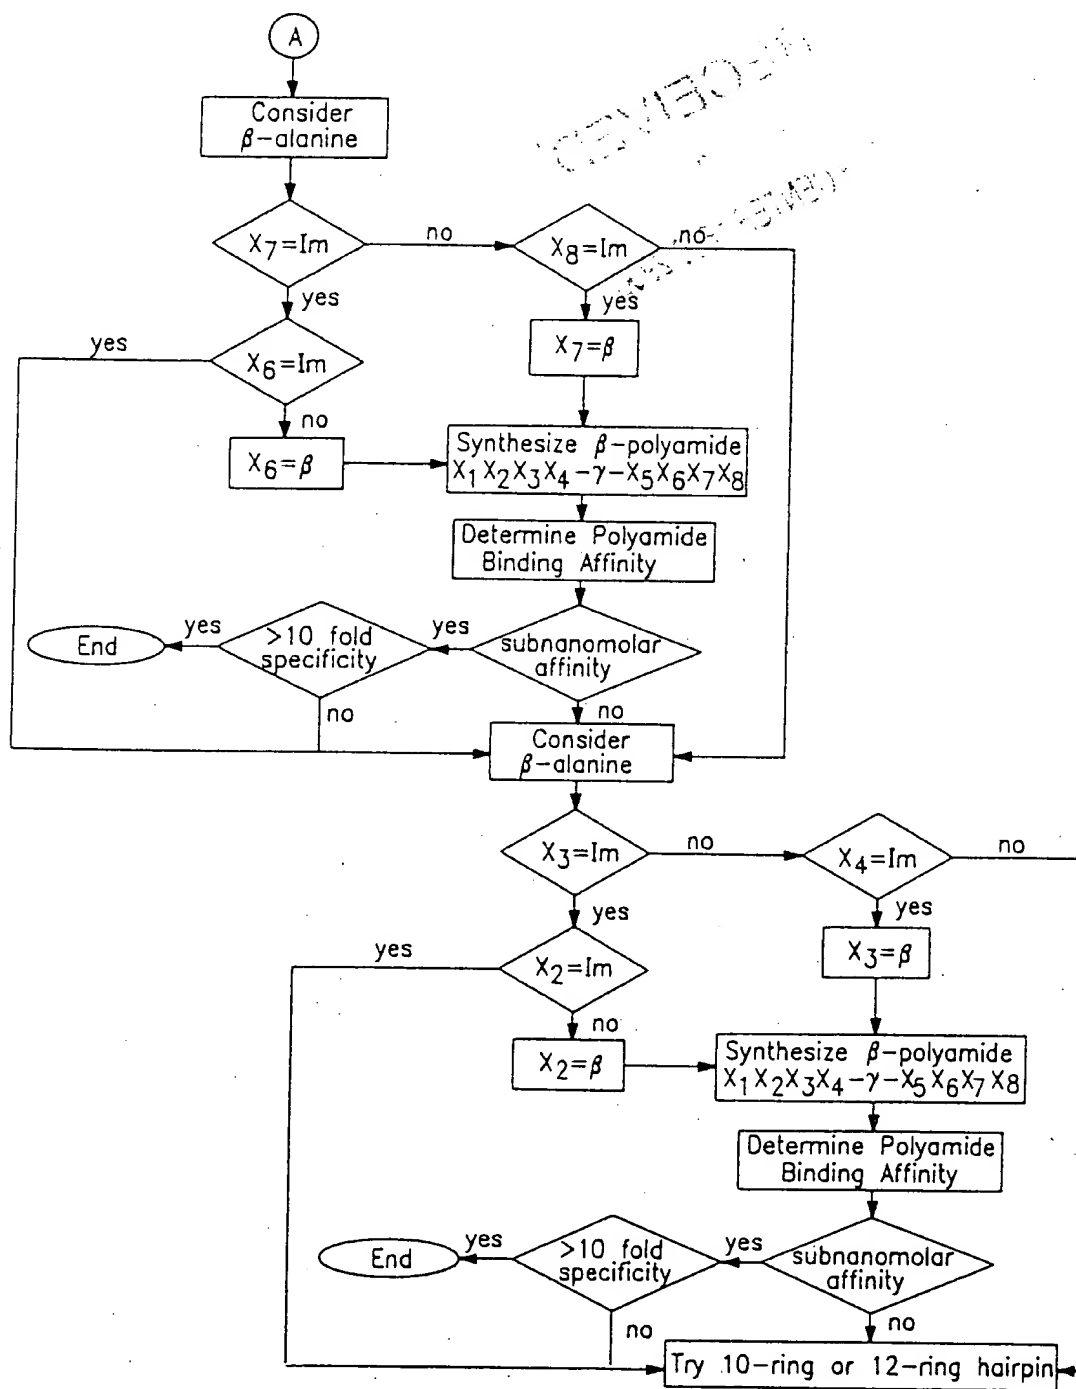 A
Consider
β-alanine
X7=Im
no
X8=Im
no
yes
yes
yes
X6=Im
X7=β
no
X6=β
Synthesize β-polyamide
X1X2X3X4-γ-X5X6X7X8
Determine Polyamide
Binding Affinity
End
yes
>10 fold
specificity
yes
subnanomolar
affinity
no
no
Consider
β-alanine
X3=Im
no
X4=Im
no
yes
yes
yes
X2=Im
X3=β
no
X2=β
Synthesize β-polyamide
X1X2X3X4-γ-X5X6X7X8
Determine Polyamide
Binding Affinity
End
yes
>10 fold
specificity
yes
subnanomolar
affinity
no
no
Try 10-ring or 12-ring hairpin